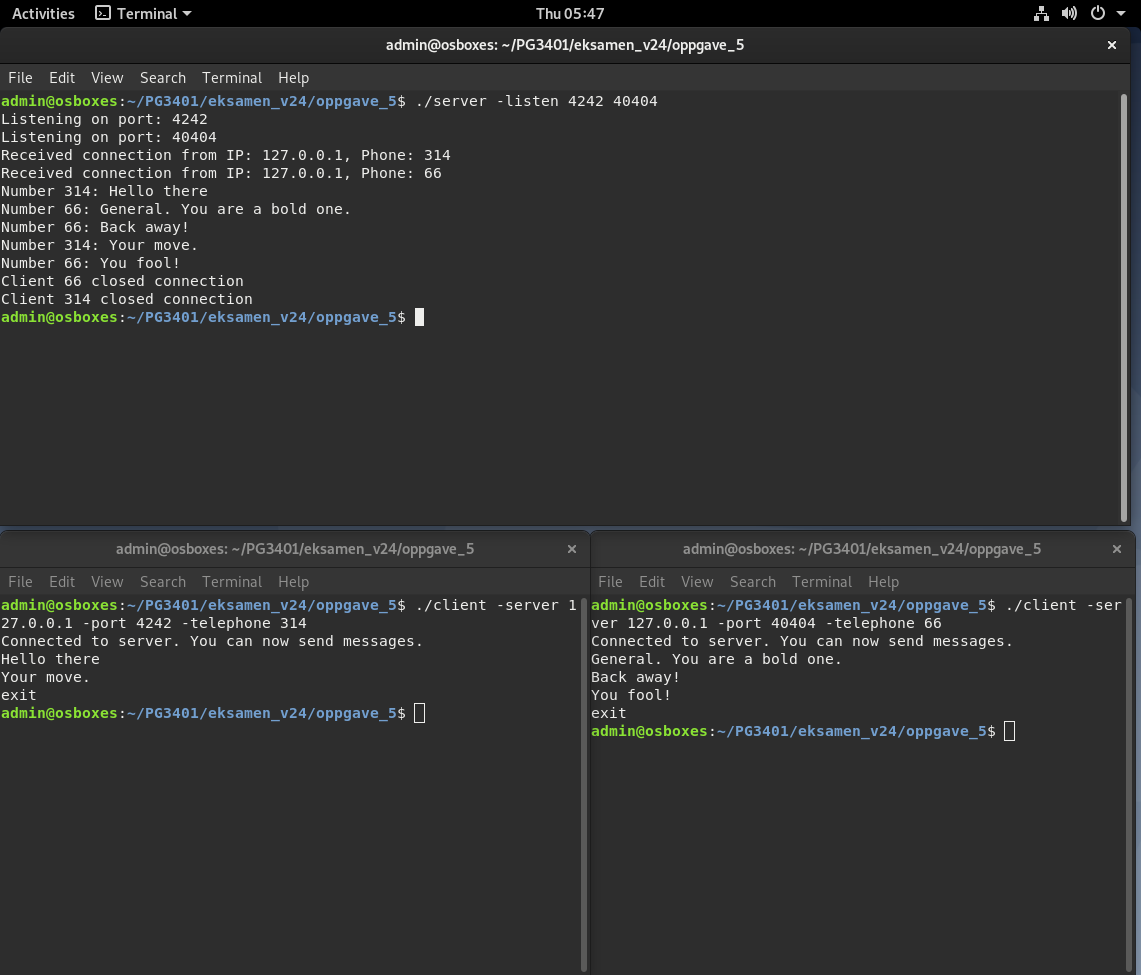 Activities Terminal Thu 05:47
admin@osboxes: ~/PG3401/eksamen_v24/oppgave_5
File Edit View Search Terminal Help
admin@osboxes:~/PG3401/eksamen_v24/oppgave_5$ ./server -listen 4242 40404
Listening on port: 4242
Listening on port: 40404
Received connection from IP: 127.0.0.1, Phone: 314
Received connection from IP: 127.0.0.1, Phone: 66
Number 314: Hello there
Number 66: General. You are a bold one.
Number 66: Back away!
Number 314: Your move.
Number 66: You fool!
Client 66 closed connection
Client 314 closed connection
admin@osboxes:~/PG3401/eksamen_v24/oppgave_5$
admin@osboxes: ~/PG3401/eksamen_v24/oppgave_5
File Edit View Search Terminal Help
admin@osboxes:~/PG3401/eksamen_v24/oppgave_5$ ./client -server 1
27.0.0.1 -port 4242 -telephone 314
Connected to server. You can now send messages.
Hello there
Your move.
exit
admin@osboxes:~/PG3401/eksamen_v24/oppgave_5$
admin@osboxes: ~/PG3401/eksamen_v24/oppgave_5
File Edit View Search Terminal Help
admin@osboxes:~/PG3401/eksamen_v24/oppgave_5$ ./client -ser
ver 127.0.0.1 -port 40404 -telephone 66
Connected to server. You can now send messages.
General. You are a bold one.
Back away!
You fool!
exit
admin@osboxes:~/PG3401/eksamen_v24/oppgave_5$